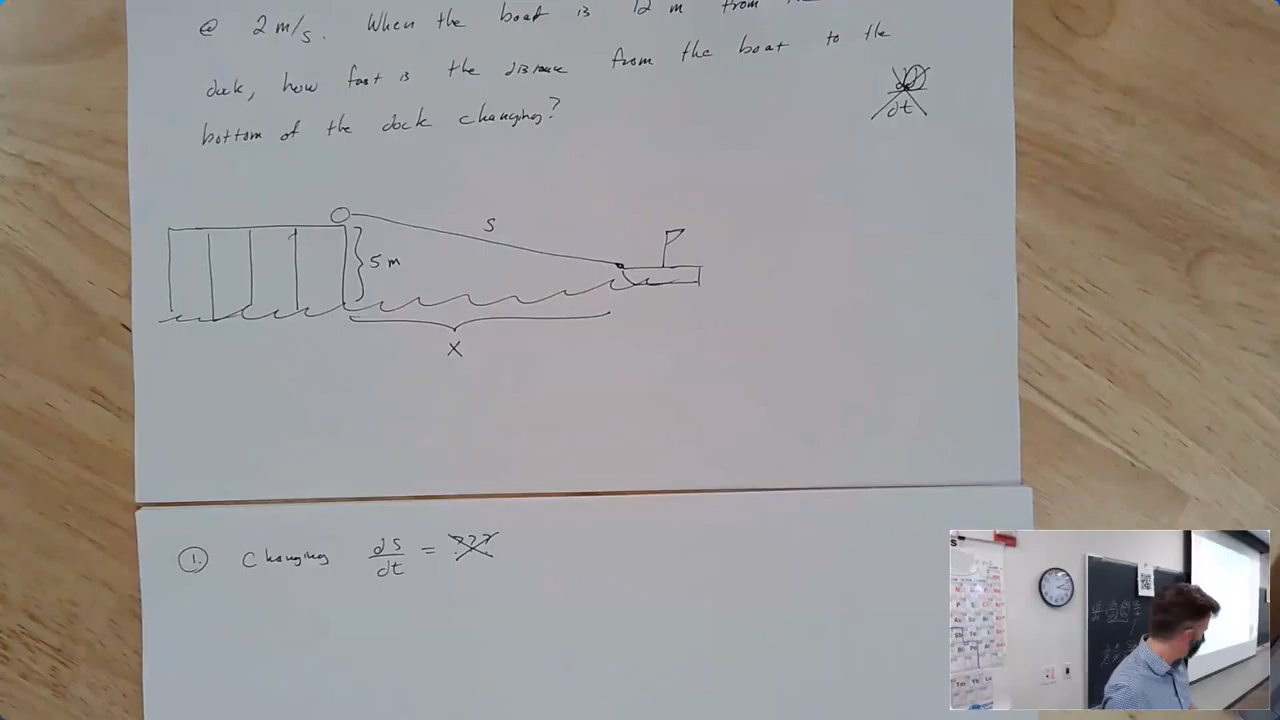 @ 2 m/s. When the boat is 12 m from
dock, how fast is the distance from the boat to the
bottom of the dock changing?
dt
S
5 m
X
1. Changing dS/dt = ???